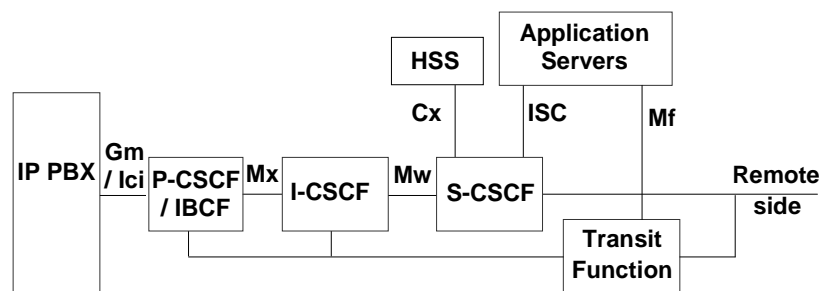 HSS
Application
Servers
Cx
ISC
Mf
IP PBX
Gm
/ Ici
P-CSCF
/ IBCF
Mx
I-CSCF
Mw
S-CSCF
Remote
side
Transit
Function